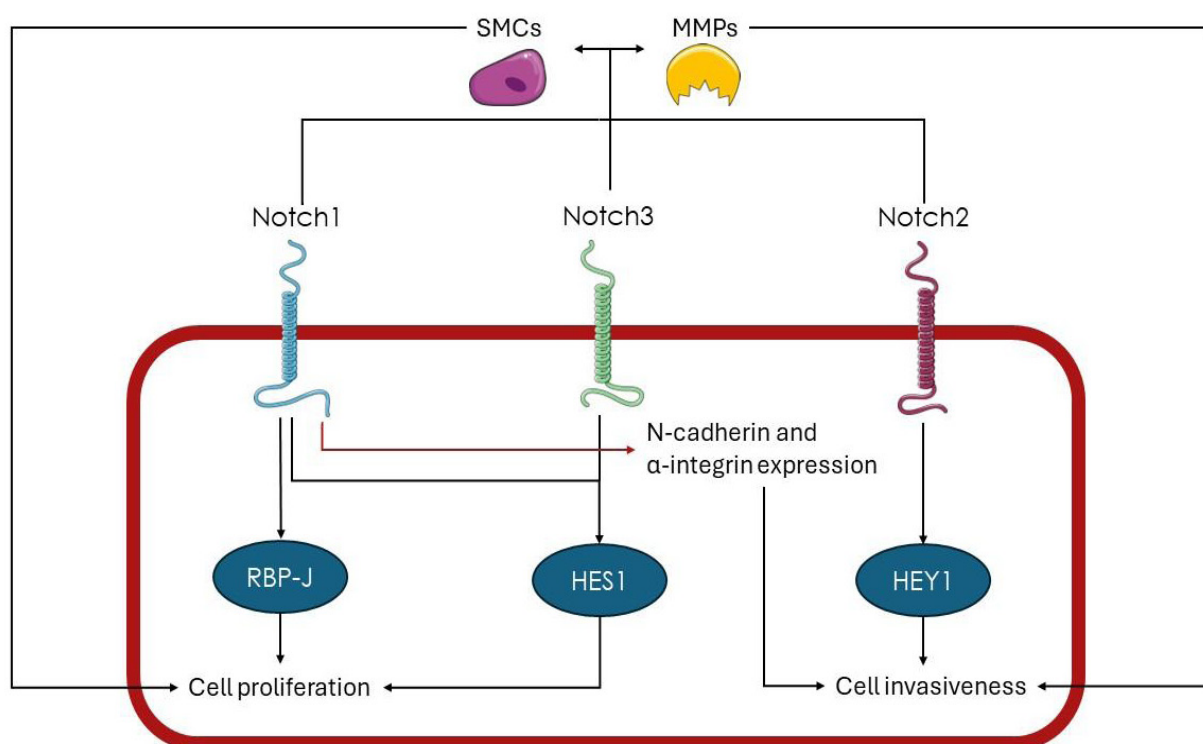 SMCs
MMPs
Notch1
Notch3
Notch2
N-cadherin and
α-integrin expression
RBP-J
HES1
HEY1
Cell proliferation
Cell invasiveness